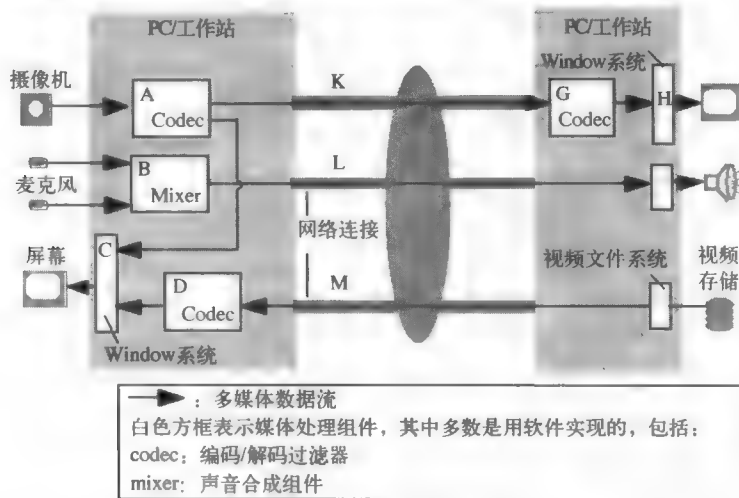 PC/工作站
PC/工作站
Window系统
摄像机
K
A
Codec
G
Codec
H
B
Mixer
L
麦克风
网络连接
屏幕
C
D
Codec
M
视频文件系统
视频
存储
Window系统
：多媒体数据流
白色方框表示媒体处理组件，其中多数是用软件实现的，包括：
codec：编码/解码过滤器
mixer：声音合成组件